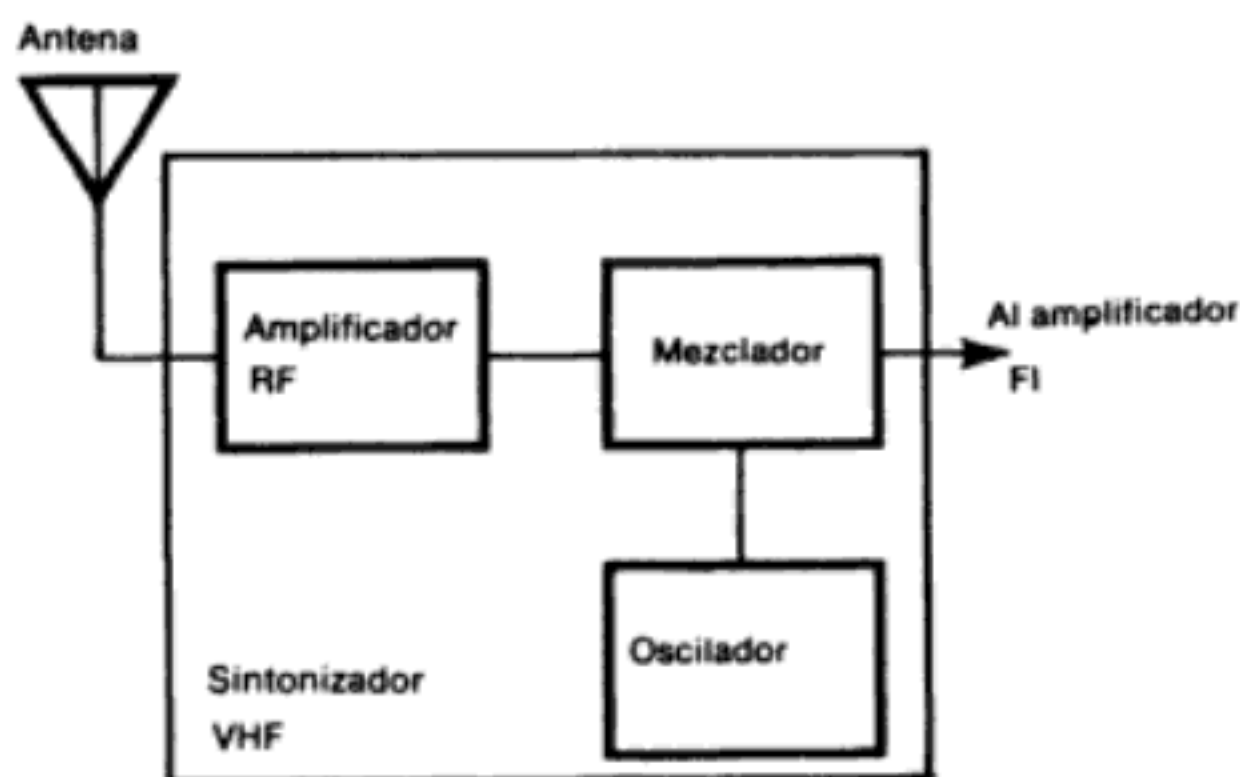 Antena
Amplificador
RF
Mezclador
Al amplificador
FI
Oscilador
Sintonizador
VHF